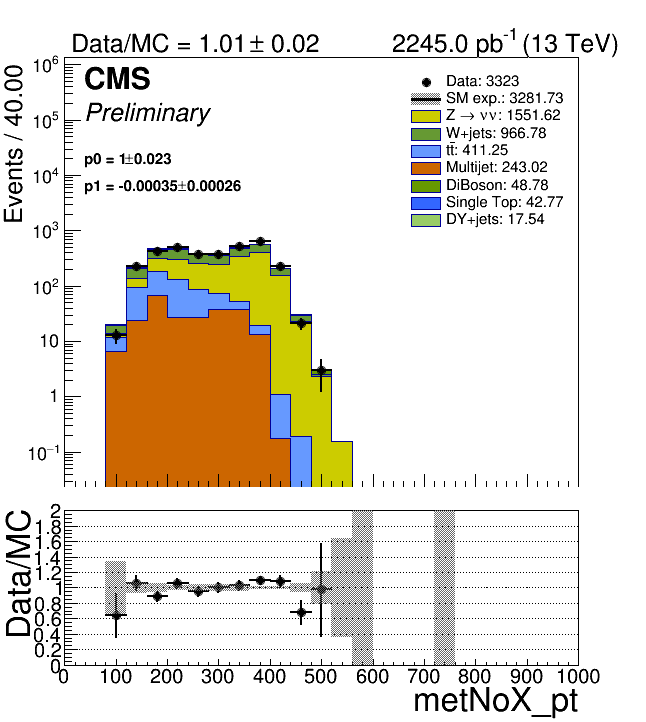 Data/MC = 1.01 ± 0.02 2245.0 pb⁻¹ (13 TeV)
CMS
Preliminary
p0 = 1±0.023
p1 = -0.00035±0.00026
Data: 3323
SM exp.: 3281.73
Z → νν: 1551.62
W+jets: 966.78
tt̄: 411.25
Multijet: 243.02
DiBoson: 48.78
Single Top: 42.77
DY+jets: 17.54
Events / 40.00
10⁶
10⁵
10⁴
10³
10²
10
1
10⁻¹
Data/MC
2
1.8
1.6
1.4
1.2
1
0.8
0.6
0.4
0.2
0
0 100 200 300 400 500 600 700 800 900 1000
metNoX_pt